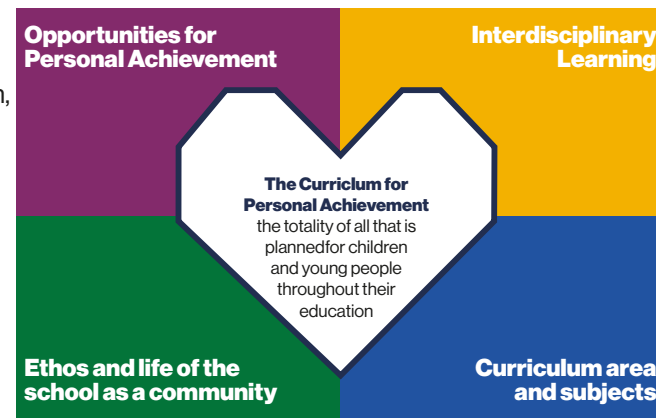 Opportunities for
Personal Achievement
Interdisciplinary
Learning
n,
The Curriclum for
Personal Achievement
the totality of all that is
plannedfor children
and young people
throughout their
education
Ethos and life of the
school as a community
Curriculum area
and subjects